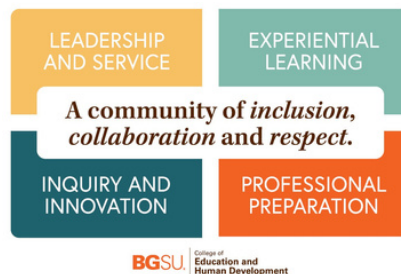 LEADERSHIP
AND SERVICE
EXPERIENTIAL
LEARNING
A community of inclusion,
collaboration and respect.
INQUIRY AND
INNOVATION
PROFESSIONAL
PREPARATION
BGSU.
College of
Education and
Human Development